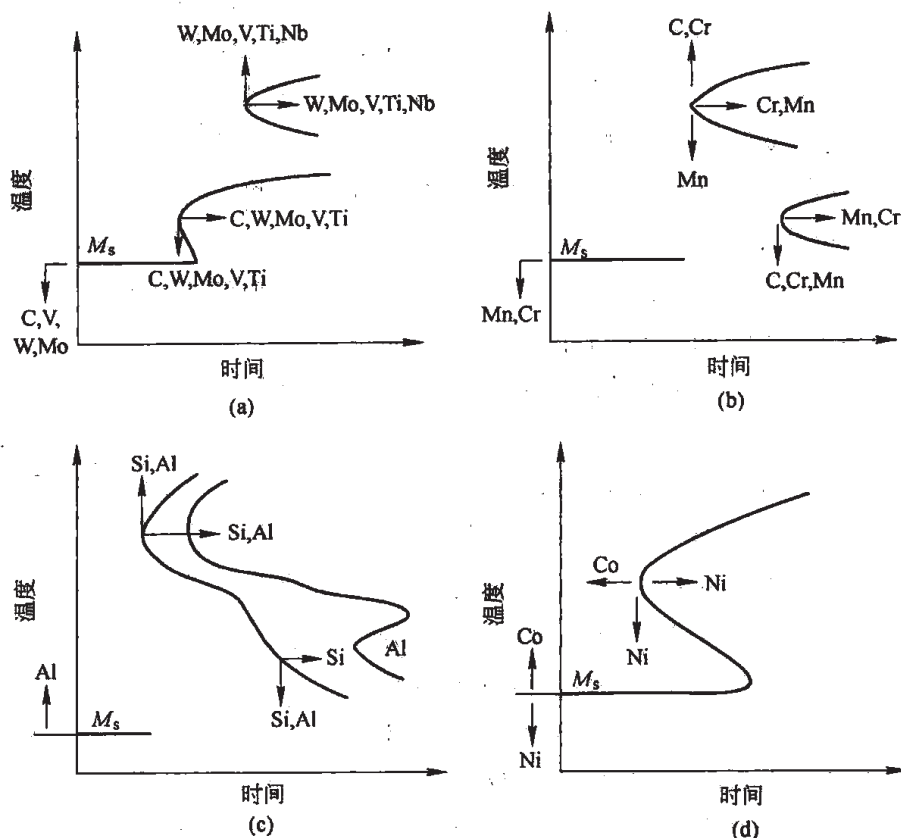 W,Mo,V,Ti,Nb
W,Mo,V,Ti,Nb
温度
C,W,Mo,V,Ti
Ms
C,W,Mo,V,Ti
C,V,
W,Mo
时间
(a)
C,Cr
Cr,Mn
Mn
温度
Mn,Cr
Ms
C,Cr,Mn
Mn,Cr
时间
(b)
Si,Al
Si,Al
温度
Al
Si
Al
Ms
Si,Al
时间
(c)
Co
Ni
温度
Ni
Co
Ms
Ni
时间
(d)